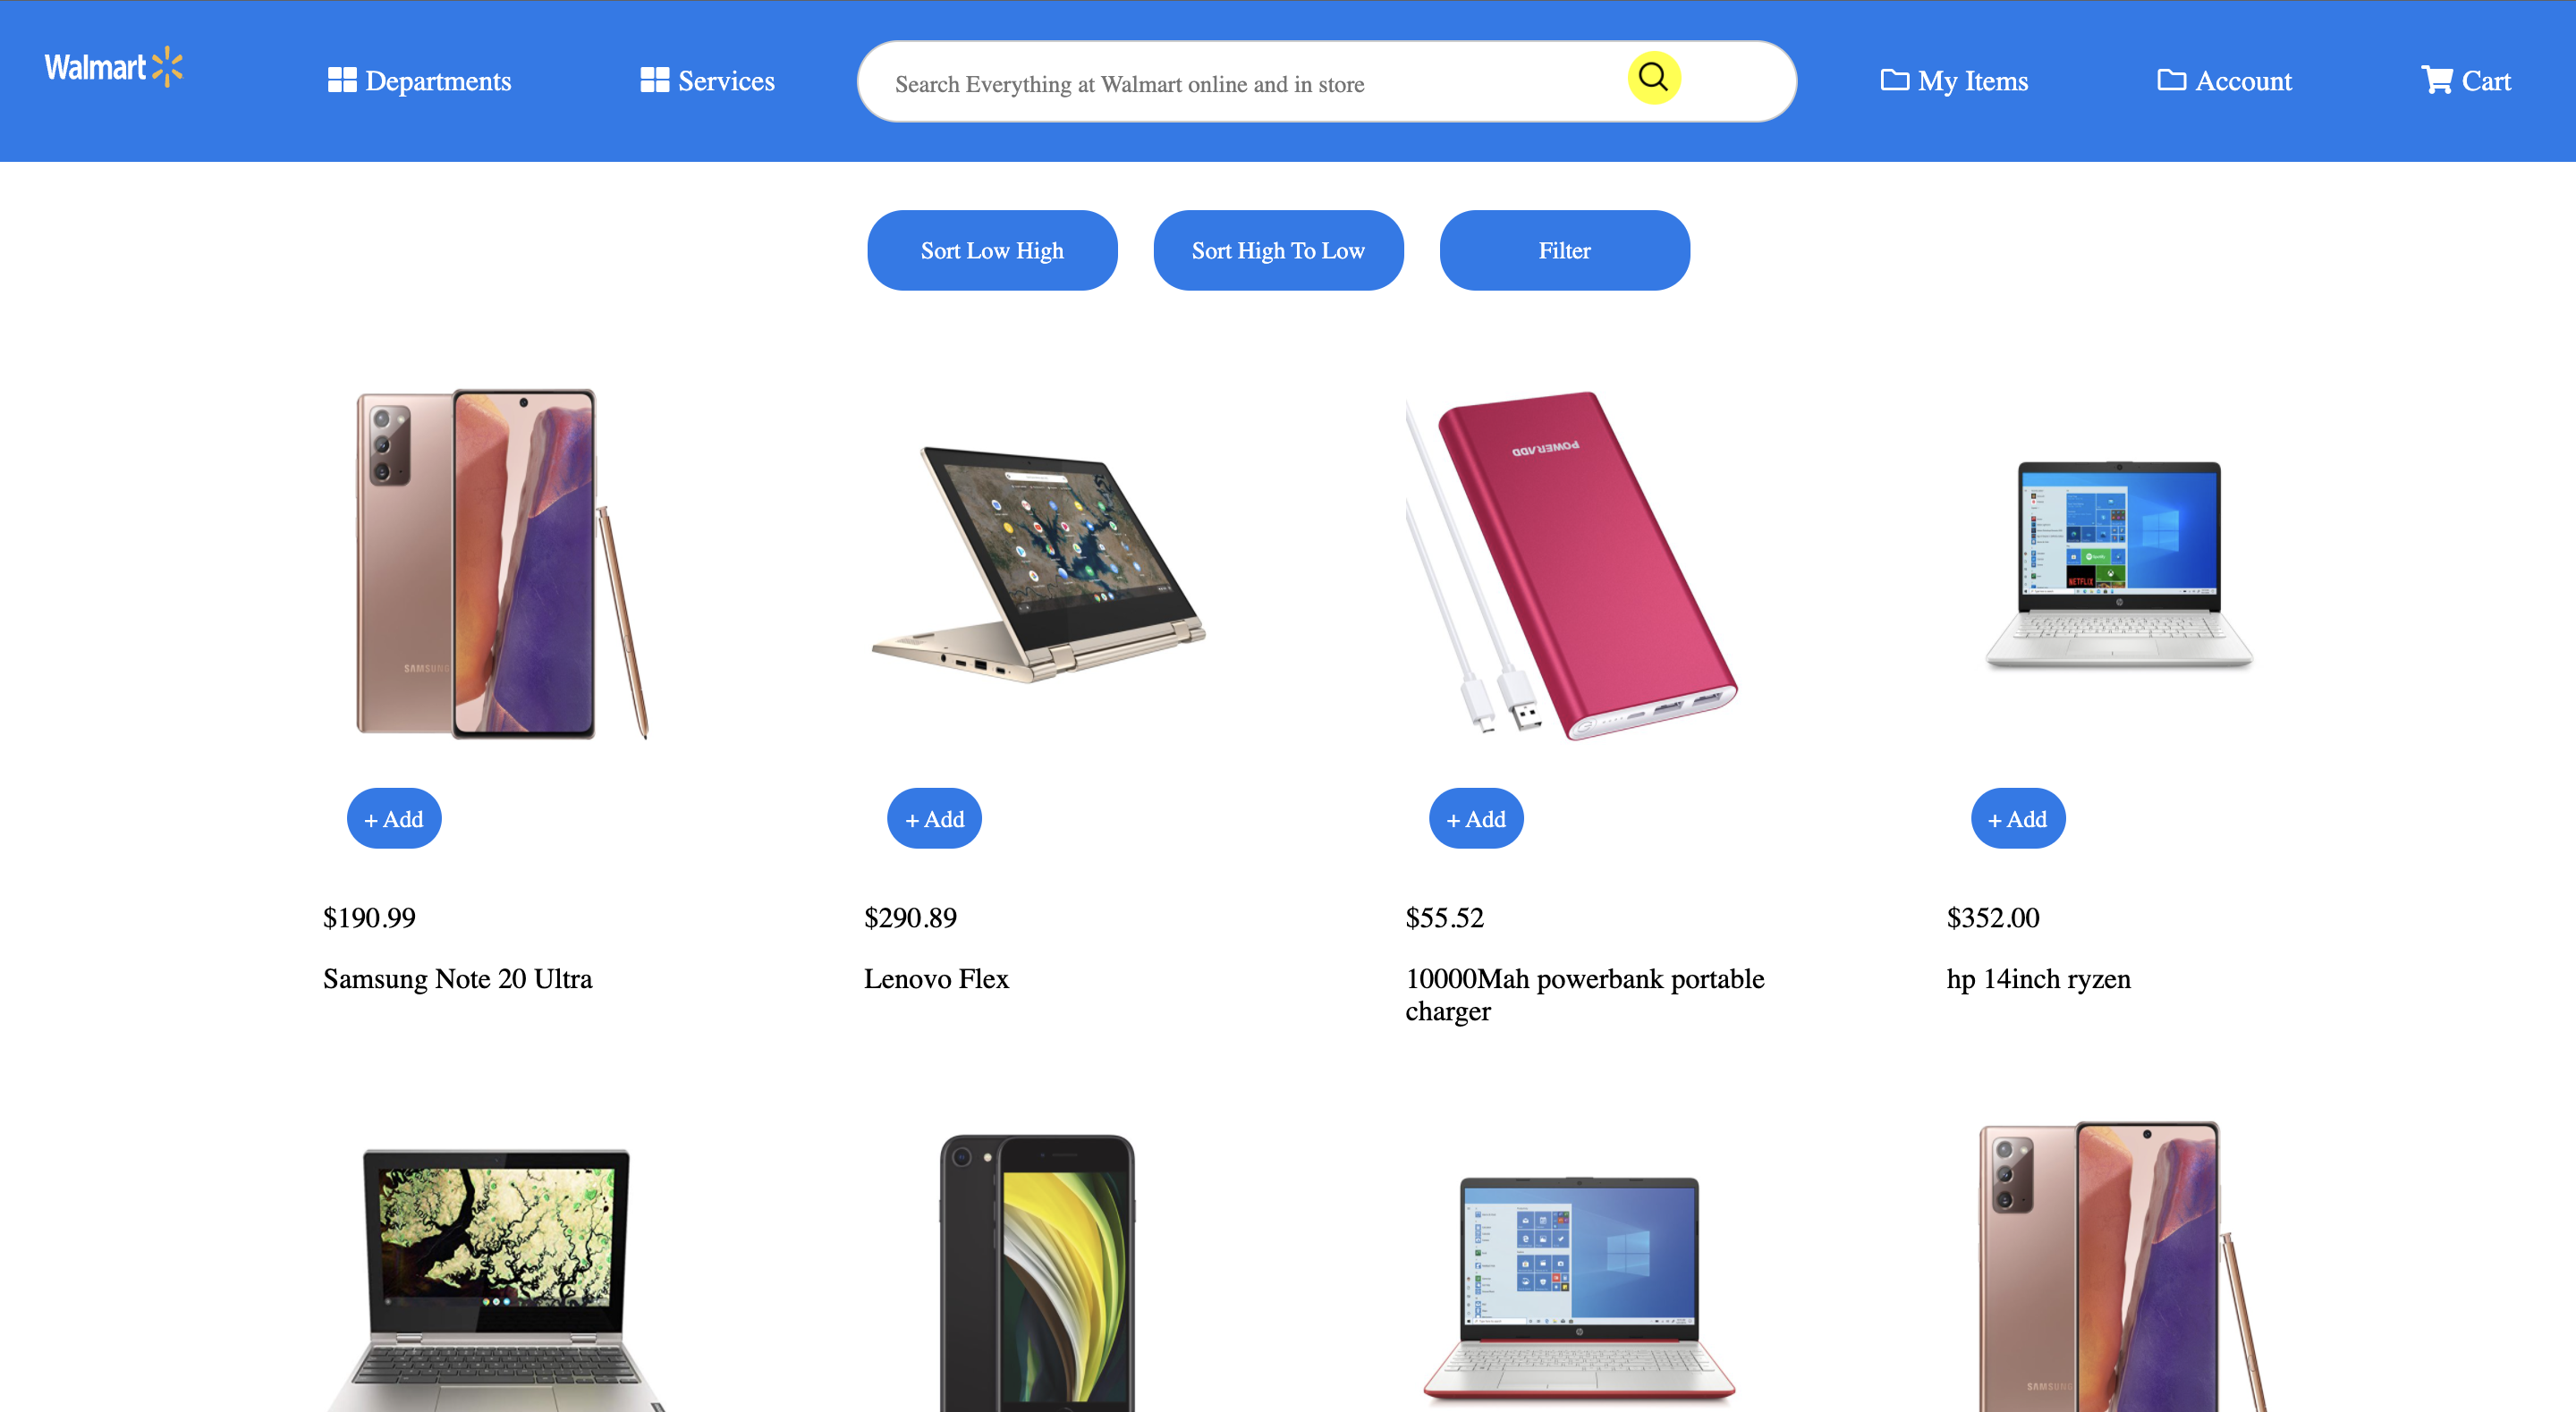 Walmart
Departments
Services
Search Everything at Walmart online and in store
My Items
Account
Cart
Sort Low High
Sort High To Low
Filter
SAMSUNG
POWERADD
NETFLIX
+ Add
+ Add
+ Add
+ Add
$190.99
$290.89
$55.52
$352.00
Samsung Note 20 Ultra
Lenovo Flex
10000Mah powerbank portable
charger
hp 14inch ryzen
SAMSUNG